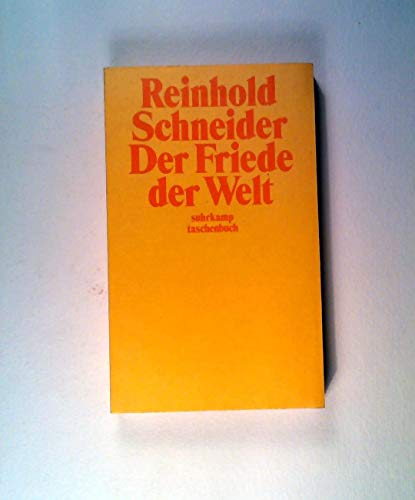 Reinhold
Schneider
Der Friede
der Welt
suhrkamp
taschenbuch